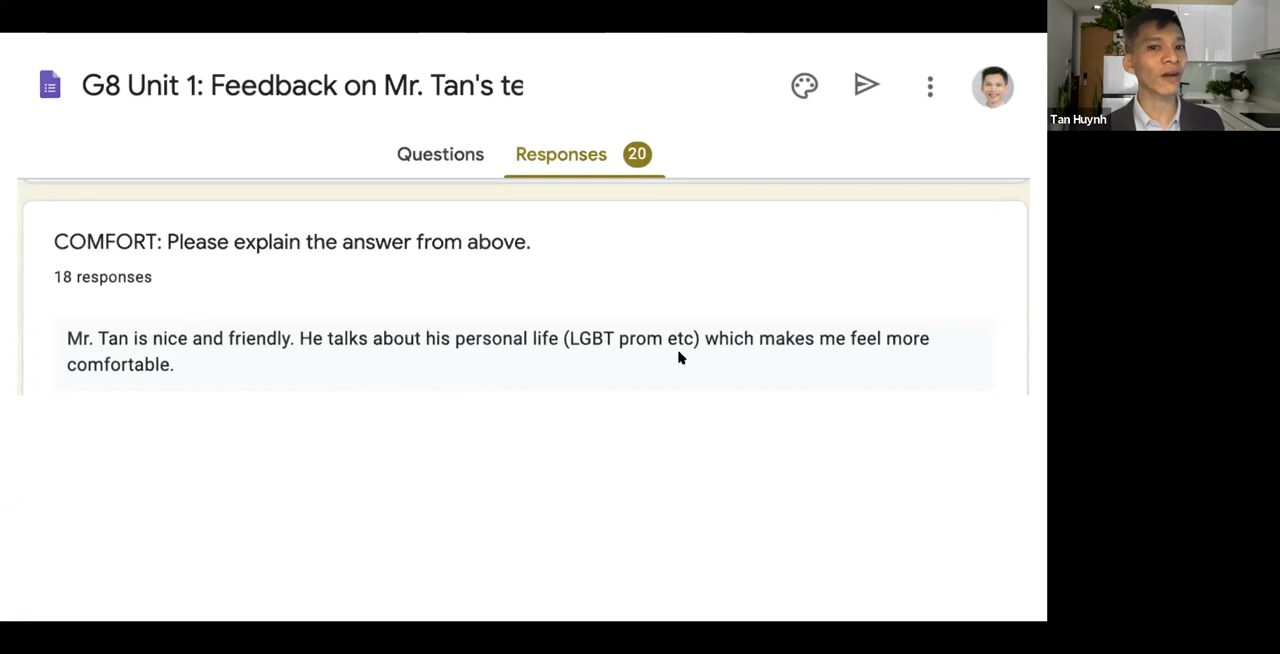 G8 Unit 1: Feedback on Mr. Tan's te
Tan Huynh
Questions
Responses
20
COMFORT: Please explain the answer from above.
18 responses
Mr. Tan is nice and friendly. He talks about his personal life (LGBT prom etc) which makes me feel more
comfortable.